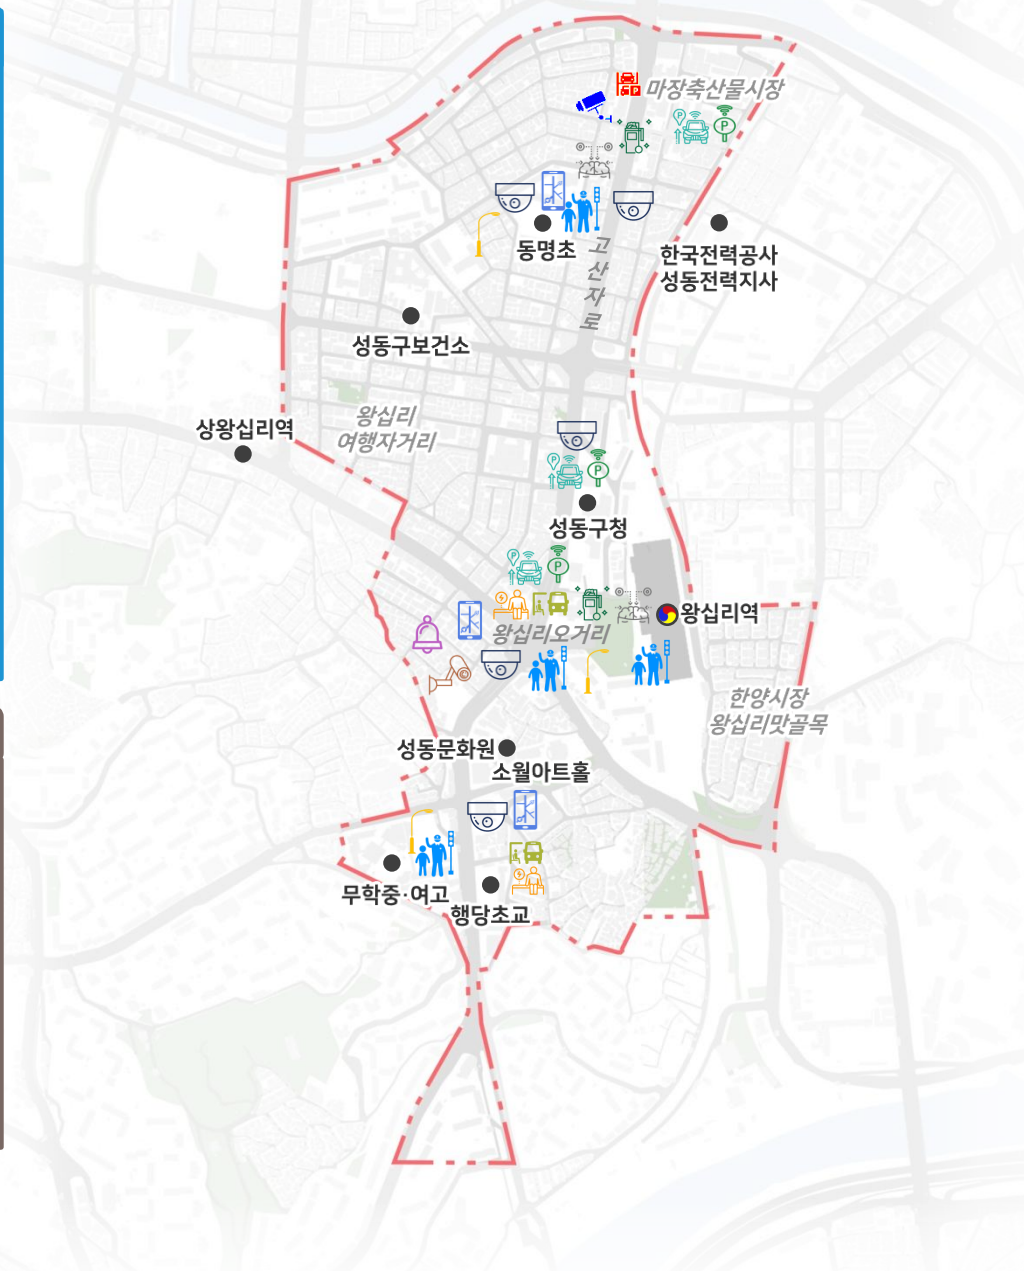 마장축산물시장
동명초
고
산
자
로
한국전력공사
성동전력지사
성동구보건소
상왕십리역
왕십리
여행자거리
성동구청
왕십리역
왕십리오거리
한양시장
왕십리맛골목
성동문화원
소월아트홀
무학중·여고
행당초교